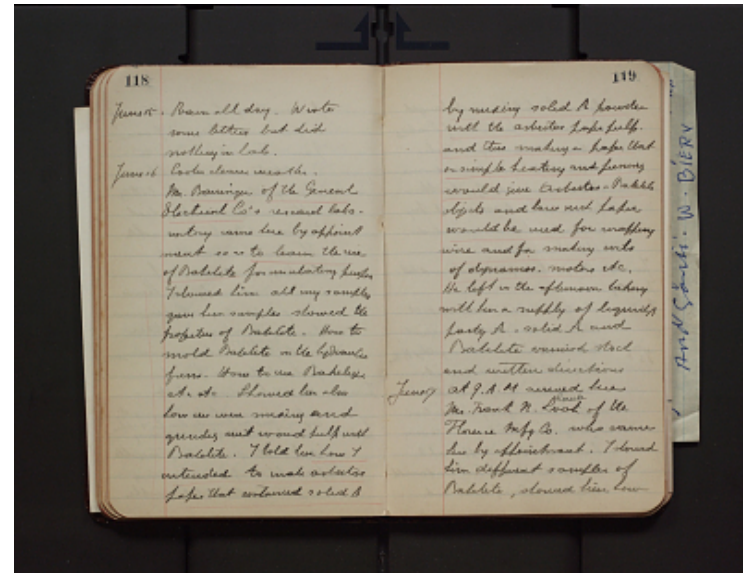 118
June 15. Rain all day. Wrote
some letters but did
nothing in lab.
June 16 Cooler clearer weather.
Mr. Barringer of the General
Electrical Co's research labo-
ratory came here by appoint
ment so as to learn the use
of Bakelite for insulating purposes
I showed him all my samples
gave him samples showed the
properties of Bakelite. How to
mold Bakelite in the hydraulic
press. How to use Bakelite
etc. etc. Showed him also
how we were mixing and
grinding wood pulp with
Bakelite. I told him how I
intended to make asbestos
paper that contained solid A
119
by mixing solid A powder
with the asbestos paper pulp.
and thus making a paper that
on simple heating and pressing
would give Asbestos-Bakelite
objects and how such paper
would be used for wrapping
wire and for making
of dynamos. motors etc.
He left in the afternoon taking
with him a supply of liquid A
pasty A. solid A and
Bakelite varnish stock
and written directions
June 17 at 9. A.M arrived here
Mr. Frank N. Look of the
Florence Mfg Co. who came
here by appointment. I showed
him different samples of
Bakelite, showed him how
W. BIERY